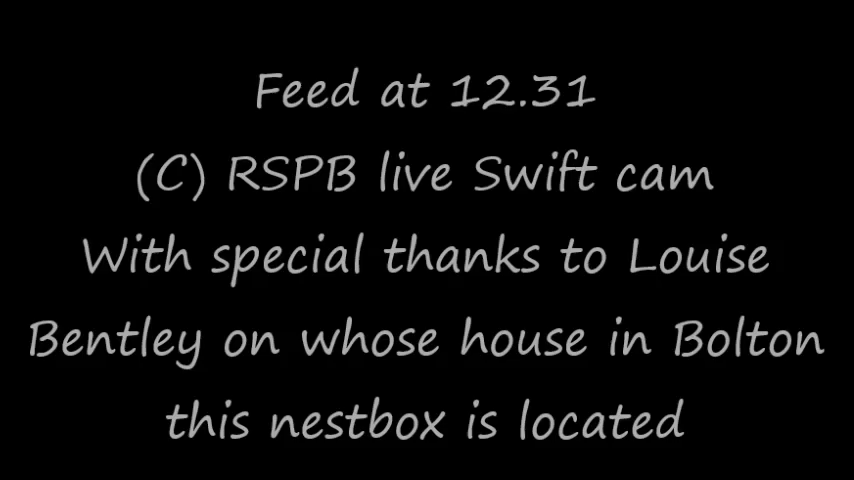 Feed at 12.31
(C) RSPB live Swift cam
With special thanks to Louise
Bentley on whose house in Bolton
this nestbox is located